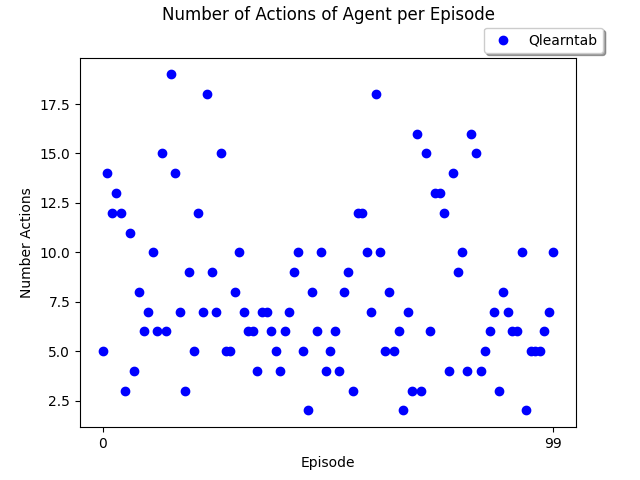 Number of Actions of Agent per Episode
Qlearntab
17.5
15.0
12.5
10.0
7.5
5.0
2.5
Number Actions
0
99
Episode